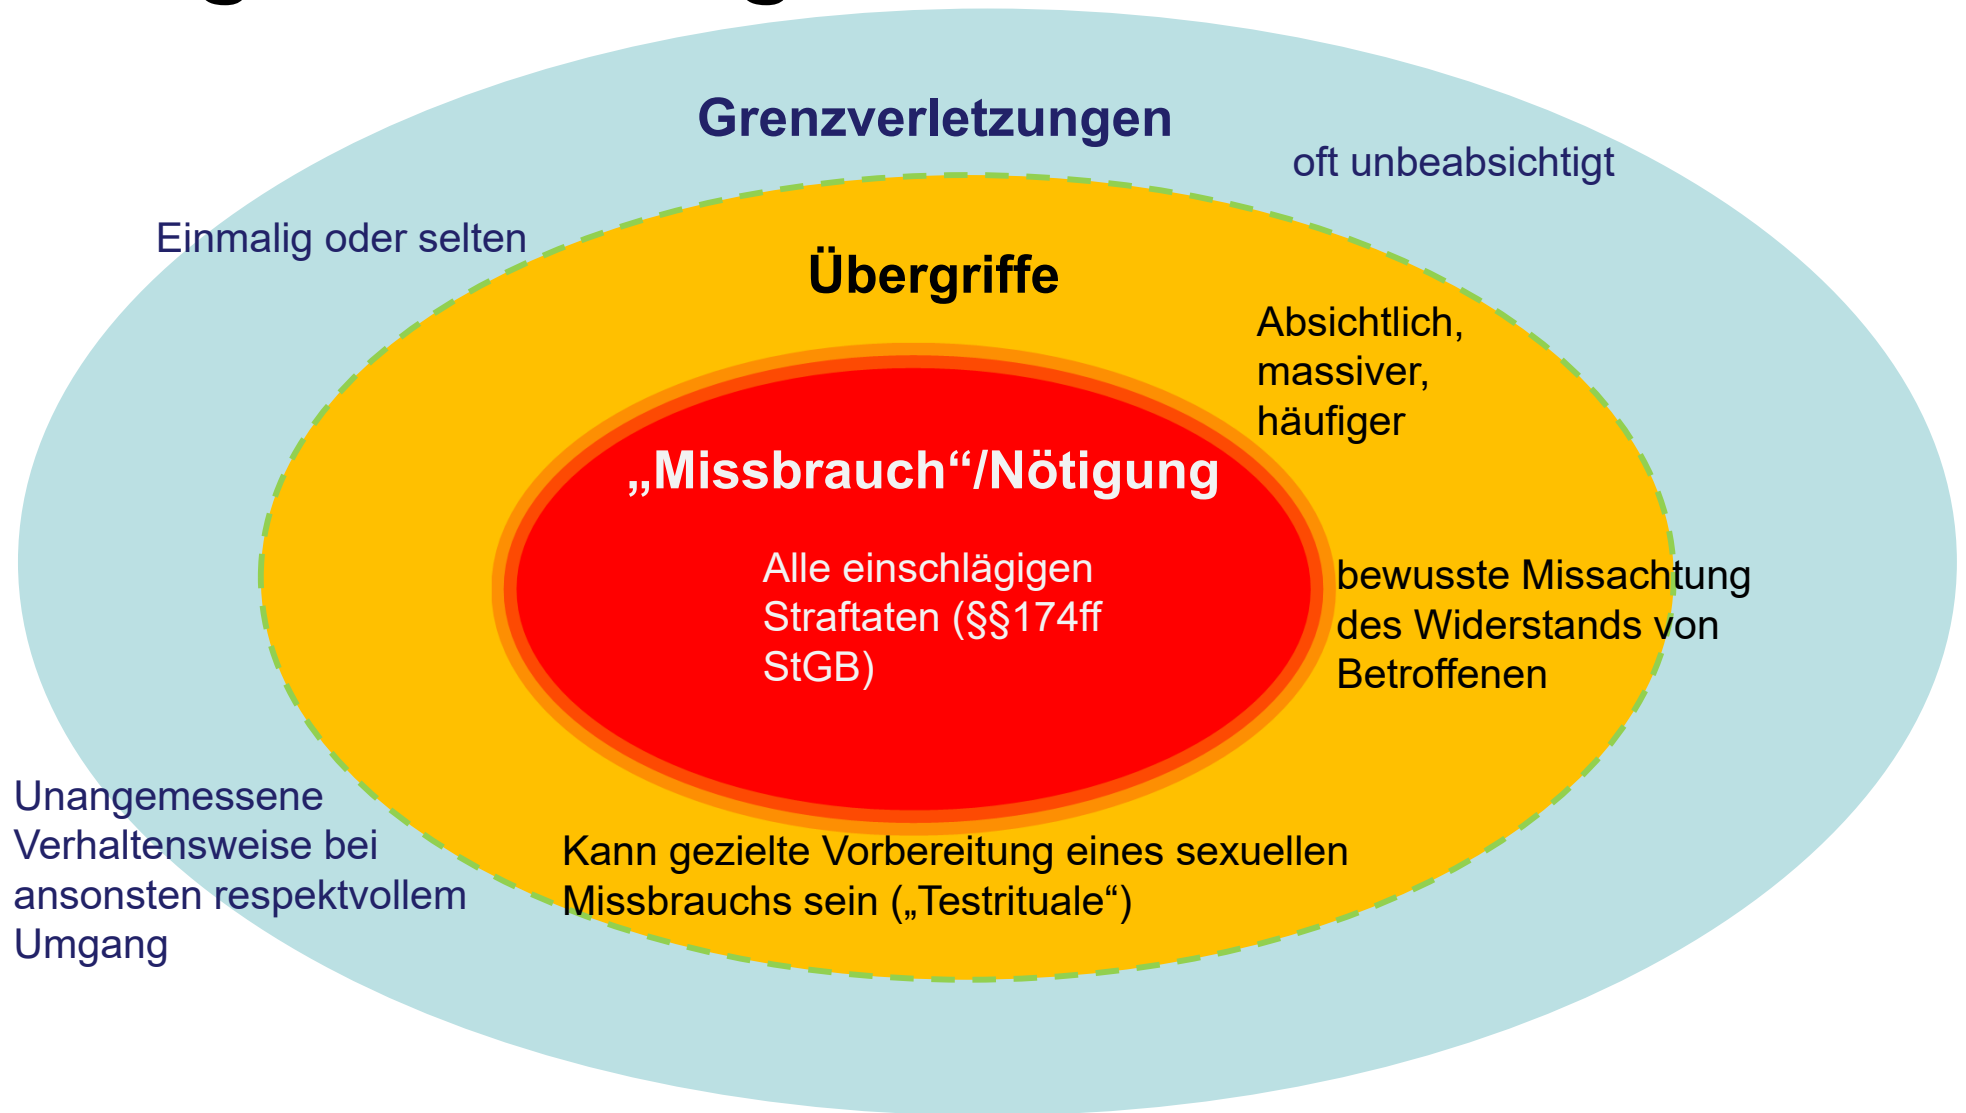 Grenzverletzungen
oft unbeabsichtigt
Einmalig oder selten
Übergriffe
Absichtlich,
massiver,
häufiger
„Missbrauch“/Nötigung
Alle einschlägigen
Straftaten (§§174ff
StGB)
bewusste Missachtung
des Widerstands von
Betroffenen
Unangemessene
Verhaltensweise bei
ansonsten respektvollem
Umgang
Kann gezielte Vorbereitung eines sexuellen
Missbrauchs sein („Testrituale“)